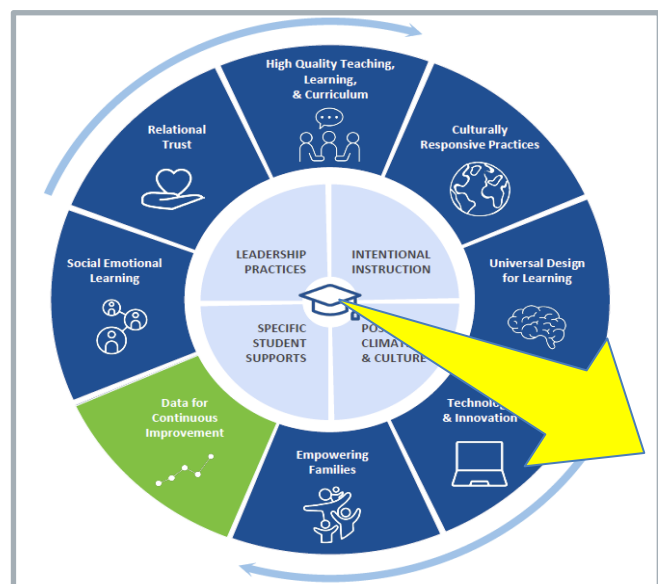 High Quality Teaching,
Learning,
& Curriculum
Culturally
Responsive Practices
Universal Design
for Learning
& Innovation
Empowering
Families
Data for
Continuous
Improvement
Social Emotional
Learning
Relational
Trust
LEADERSHIP
PRACTICES
INTENTIONAL
INSTRUCTION
SPECIFIC
STUDENT
SUPPORTS
& CULTURE